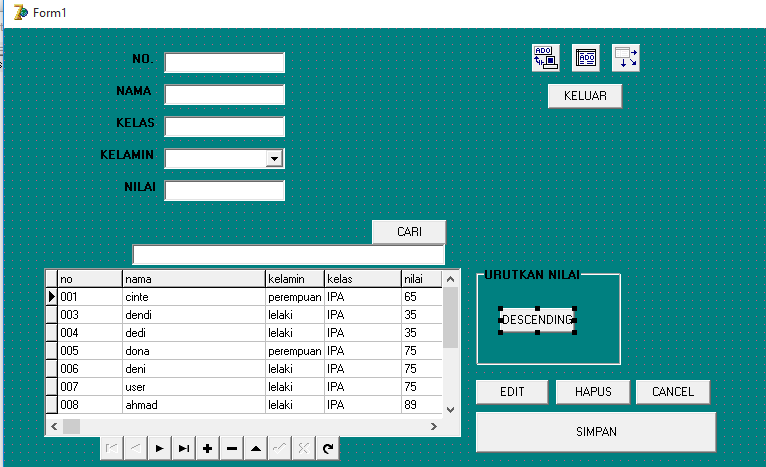 Form1
NO.
NAMA
KELAS
KELAMIN
NILAI
ADO
ADO
KELUAR
CARI
no nama kelamin kelas nilai
001 cinte perempuan IPA 65
003 dendi lelaki IPA 35
004 dedi lelaki IPA 35
005 dona perempuan IPA 75
006 deni lelaki IPA 75
007 user lelaki IPA 75
008 ahmad lelaki IPA 89
URUTKAN NILAI
DESCENDING
EDIT HAPUS CANCEL
SIMPAN